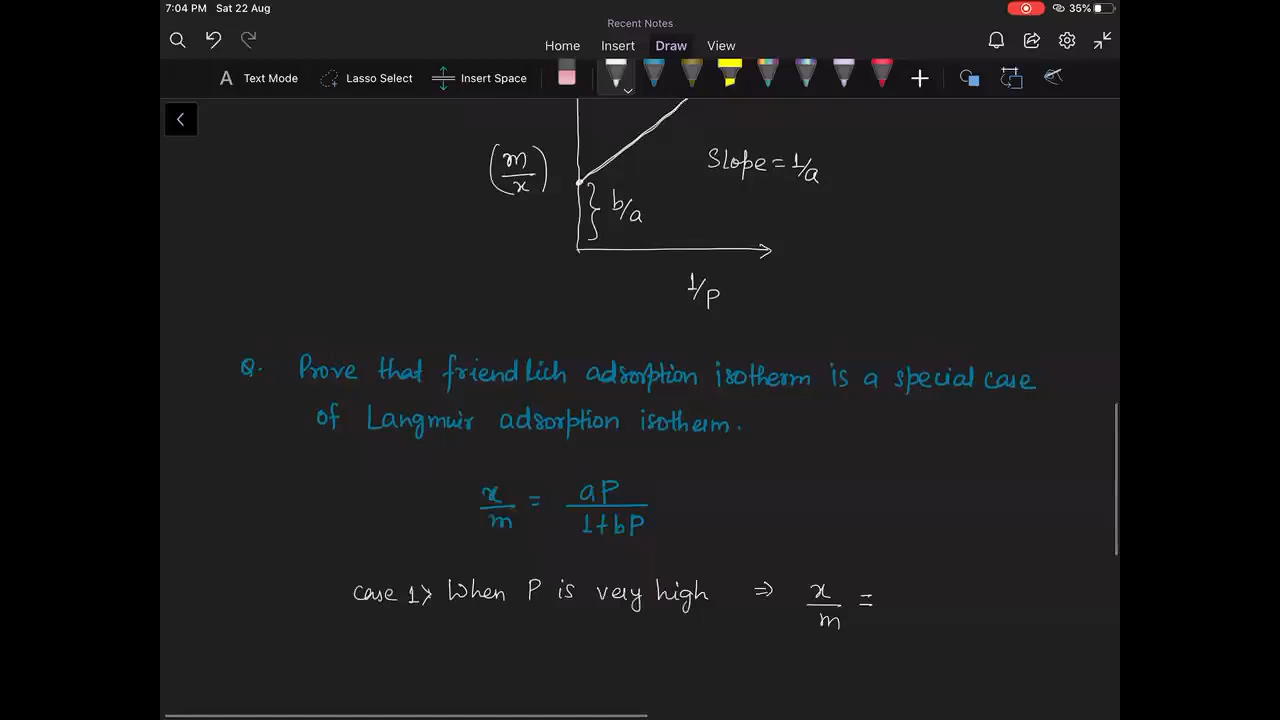 7:04 PM Sat 22 Aug
35%
Recent Notes
Home Insert Draw View
A Text Mode Lasso Select Insert Space
(m/x)
Slope = 1/a
b/a
1/P
Q. Prove that friendlich adsorption isotherm is a special case
of Langmuir adsorption isotherm.
x/m = aP/1+bP
case 1> When P is very high ⇒ x/m =